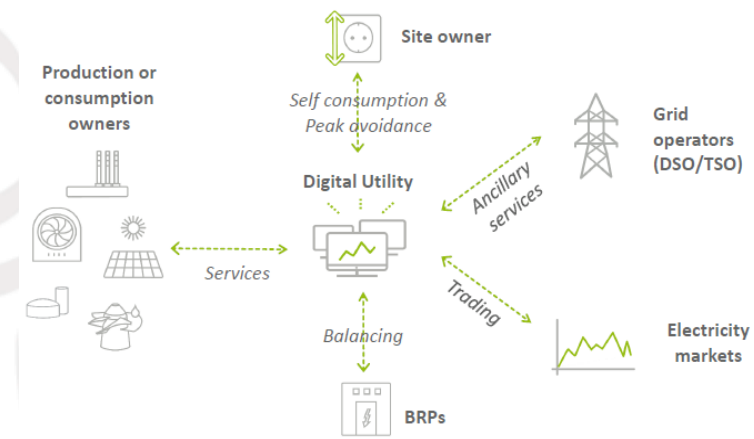 Site owner
Production or
consumption
owners
Self consumption &
Peak avoidance
Grid
operators
(DSO/TSO)
Digital Utility
Ancillary
services
Services
Trading
Balancing
Electricity
markets
BRPs